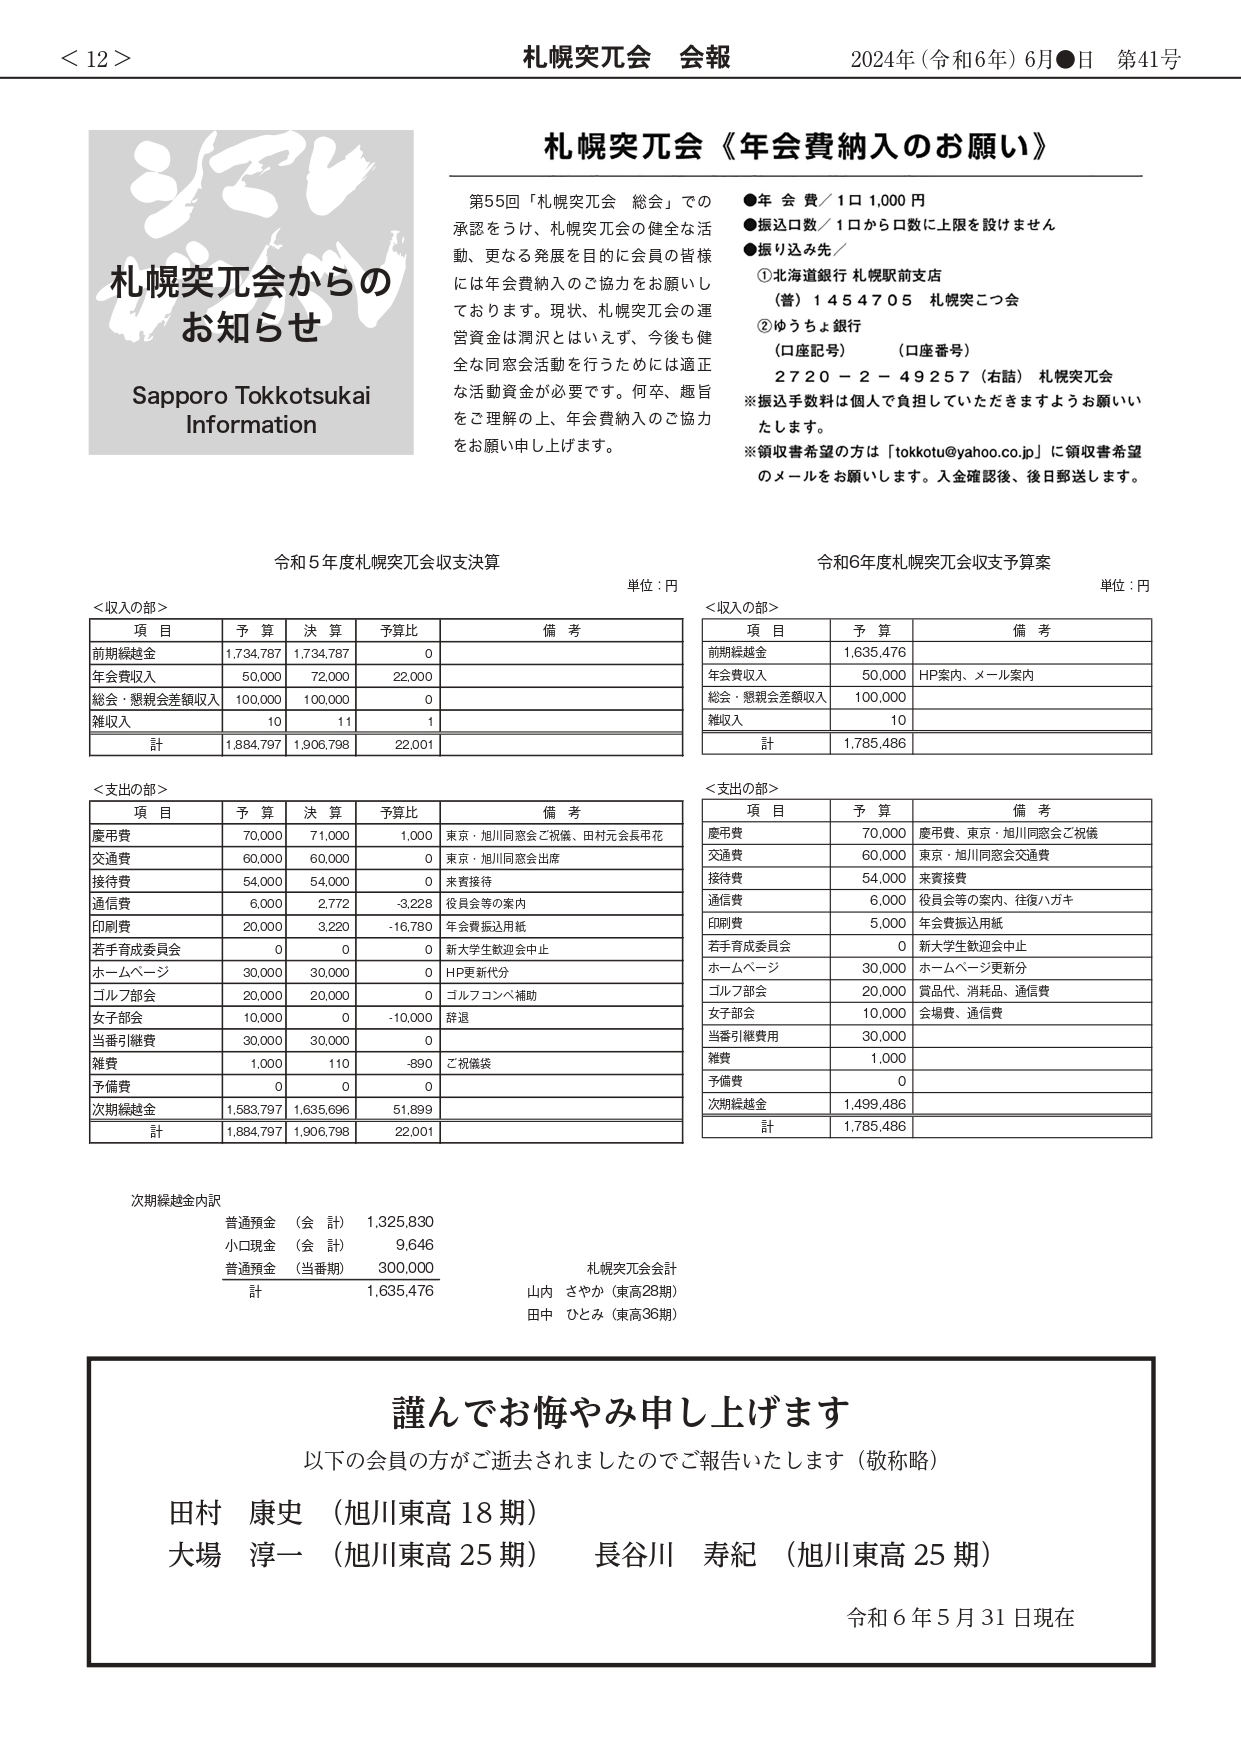 ＜ 12 ＞
札幌突兀会　会報
2024年（令和6年）6月●日　第41号
札幌突兀会からの
お知らせ
Sapporo Tokkotsukai
Information
札幌突兀会《年会費納入のお願い》
　第55回「札幌突兀会　総会」での
承認をうけ、札幌突兀会の健全な活
動、更なる発展を目的に会員の皆様
には年会費納入のご協力をお願いし
ております。現状、札幌突兀会の運
営資金は潤沢とはいえず、今後も健
全な同窓会活動を行うためには適正
な活動資金が必要です。何卒、趣旨
をご理解の上、年会費納入のご協力
をお願い申し上げます。
●年 会 費／ 1口 1,000 円
●振込口数／ 1口から口数に上限を設けません
●振り込み先／
①北海道銀行 札幌駅前支店
（普）１４５４７０５　札幌突こつ会
②ゆうちょ銀行
（口座記号）　　　（口座番号）
２７２０ － ２ － ４９２５７（右詰）　札幌突兀会
※振込手数料は個人で負担していただきますようお願いい
たします。
※領収書希望の方は「tokkotu@yahoo.co.jp」に領収書希望
のメールをお願いします。入金確認後、後日郵送します。
令和５年度札幌突兀会収支決算
単位：円
＜収入の部＞
項　目　予　算　決　算　予算比　備　考
前期繰越金 1,734,787 1,734,787 0
年会費収入 50,000 72,000 22,000
総会・懇親会差額収入 100,000 100,000 0
雑収入 10 11 1
計 1,884,797 1,906,798 22,001
＜支出の部＞
項　目　予　算　決　算　予算比　備　考
慶弔費 70,000 71,000 1,000 東京・旭川同窓会ご祝儀、田村元会長弔花
交通費 60,000 60,000 0 東京・旭川同窓会出席
接待費 54,000 54,000 0 来賓接待
通信費 6,000 2,772 -3,228 役員会等の案内
印刷費 20,000 3,220 -16,780 年会費振込用紙
若手育成委員会 0 0 0 新大学生歓迎会中止
ホームページ 30,000 30,000 0 HP更新代分
ゴルフ部会 20,000 20,000 0 ゴルフコンペ補助
女子部会 10,000 0 -10,000 辞退
当番引継費 30,000 30,000 0
雑費 1,000 110 -890 ご祝儀袋
予備費 0 0 0
次期繰越金 1,583,797 1,635,696 51,899
計 1,884,797 1,906,798 22,001
令和6年度札幌突兀会収支予算案
単位：円
＜収入の部＞
項　目　予　算　備　考
前期繰越金 1,635,476
年会費収入 50,000 HP案内、メール案内
総会・懇親会差額収入 100,000
雑収入 10
計 1,785,486
＜支出の部＞
項　目　予　算　備　考
慶弔費 70,000 慶弔費、東京・旭川同窓会ご祝儀
交通費 60,000 東京・旭川同窓会交通費
接待費 54,000 来賓接費
通信費 6,000 役員会等の案内、往復ハガキ
印刷費 5,000 年会費振込用紙
若手育成委員会 0 新大学生歓迎会中止
ホームページ 30,000 ホームページ更新分
ゴルフ部会 20,000 賞品代、消耗品、通信費
女子部会 10,000 会場費、通信費
当番引継費用 30,000
雑費 1,000
予備費 0
次期繰越金 1,499,486
計 1,785,486
次期繰越金内訳
普通預金　（会　計）　1,325,830
小口現金　（会　計）　9,646
普通預金　（当番期）　300,000
計　1,635,476
札幌突兀会会計
山内　さやか（東高28期）
田中　ひとみ（東高36期）
謹んでお悔やみ申し上げます
以下の会員の方がご逝去されましたのでご報告いたします（敬称略）
田村　康史　（旭川東高 18 期）
大場　淳一　（旭川東高 25 期）　　長谷川　寿紀　（旭川東高 25 期）
令和 6 年 5 月 31 日現在